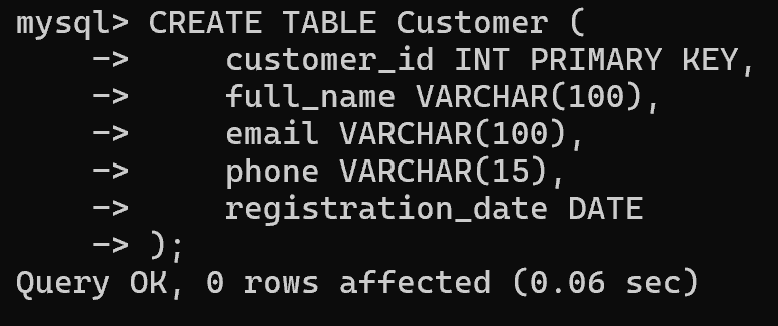 mysql> CREATE TABLE Customer (
    ->     customer_id INT PRIMARY KEY,
    ->     full_name VARCHAR(100),
    ->     email VARCHAR(100),
    ->     phone VARCHAR(15),
    ->     registration_date DATE
    -> );
Query OK, 0 rows affected (0.06 sec)